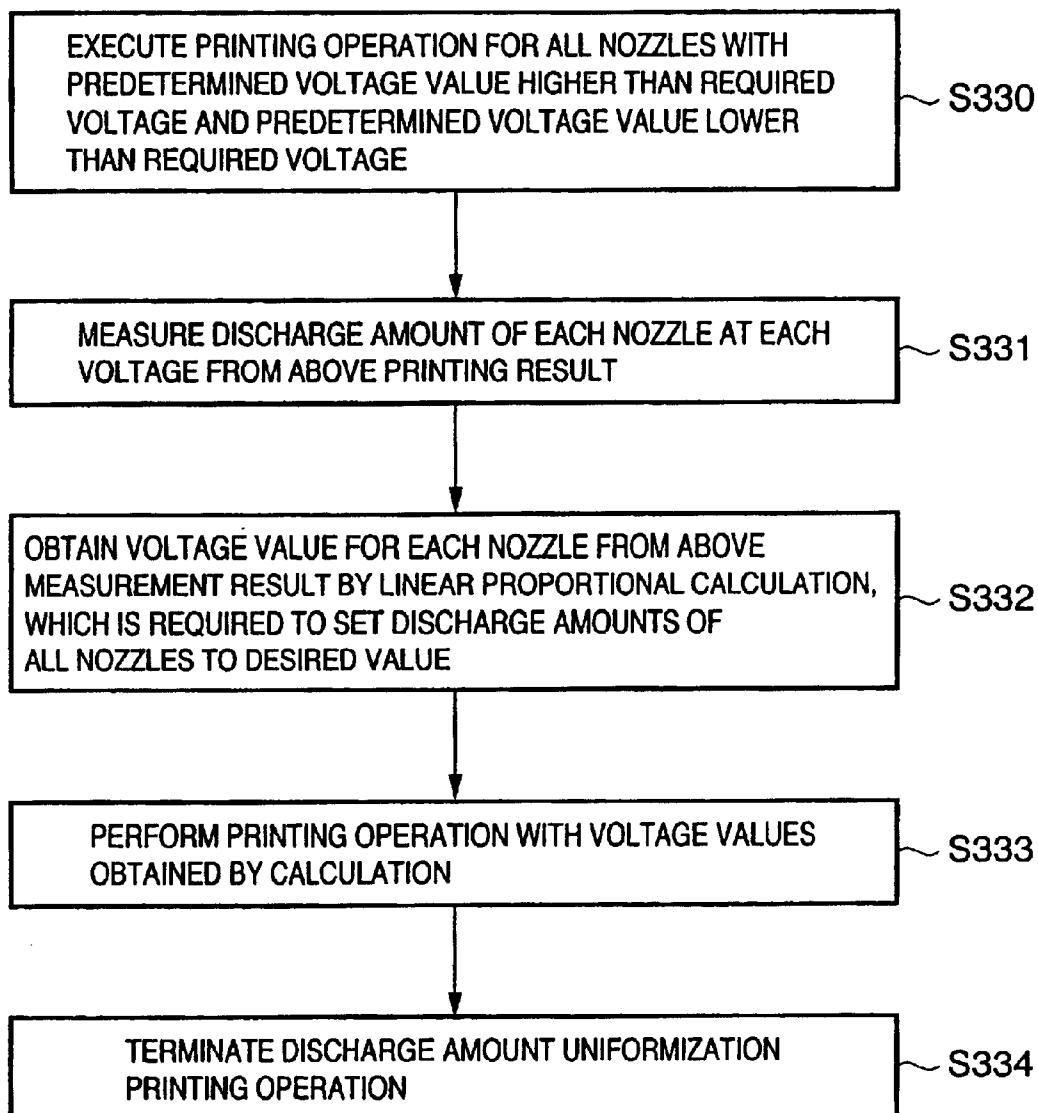 EXECUTE PRINTING OPERATION FOR ALL NOZZLES WITH
PREDETERMINED VOLTAGE VALUE HIGHER THAN REQUIRED
VOLTAGE AND PREDETERMINED VOLTAGE VALUE LOWER
THAN REQUIRED VOLTAGE
S330
MEASURE DISCHARGE AMOUNT OF EACH NOZZLE AT EACH
VOLTAGE FROM ABOVE PRINTING RESULT
S331
OBTAIN VOLTAGE VALUE FOR EACH NOZZLE FROM ABOVE
MEASUREMENT RESULT BY LINEAR PROPORTIONAL CALCULATION,
WHICH IS REQUIRED TO SET DISCHARGE AMOUNTS OF
ALL NOZZLES TO DESIRED VALUE
S332
PERFORM PRINTING OPERATION WITH VOLTAGE VALUES
OBTAINED BY CALCULATION
S333
TERMINATE DISCHARGE AMOUNT UNIFORMIZATION
PRINTING OPERATION
S334